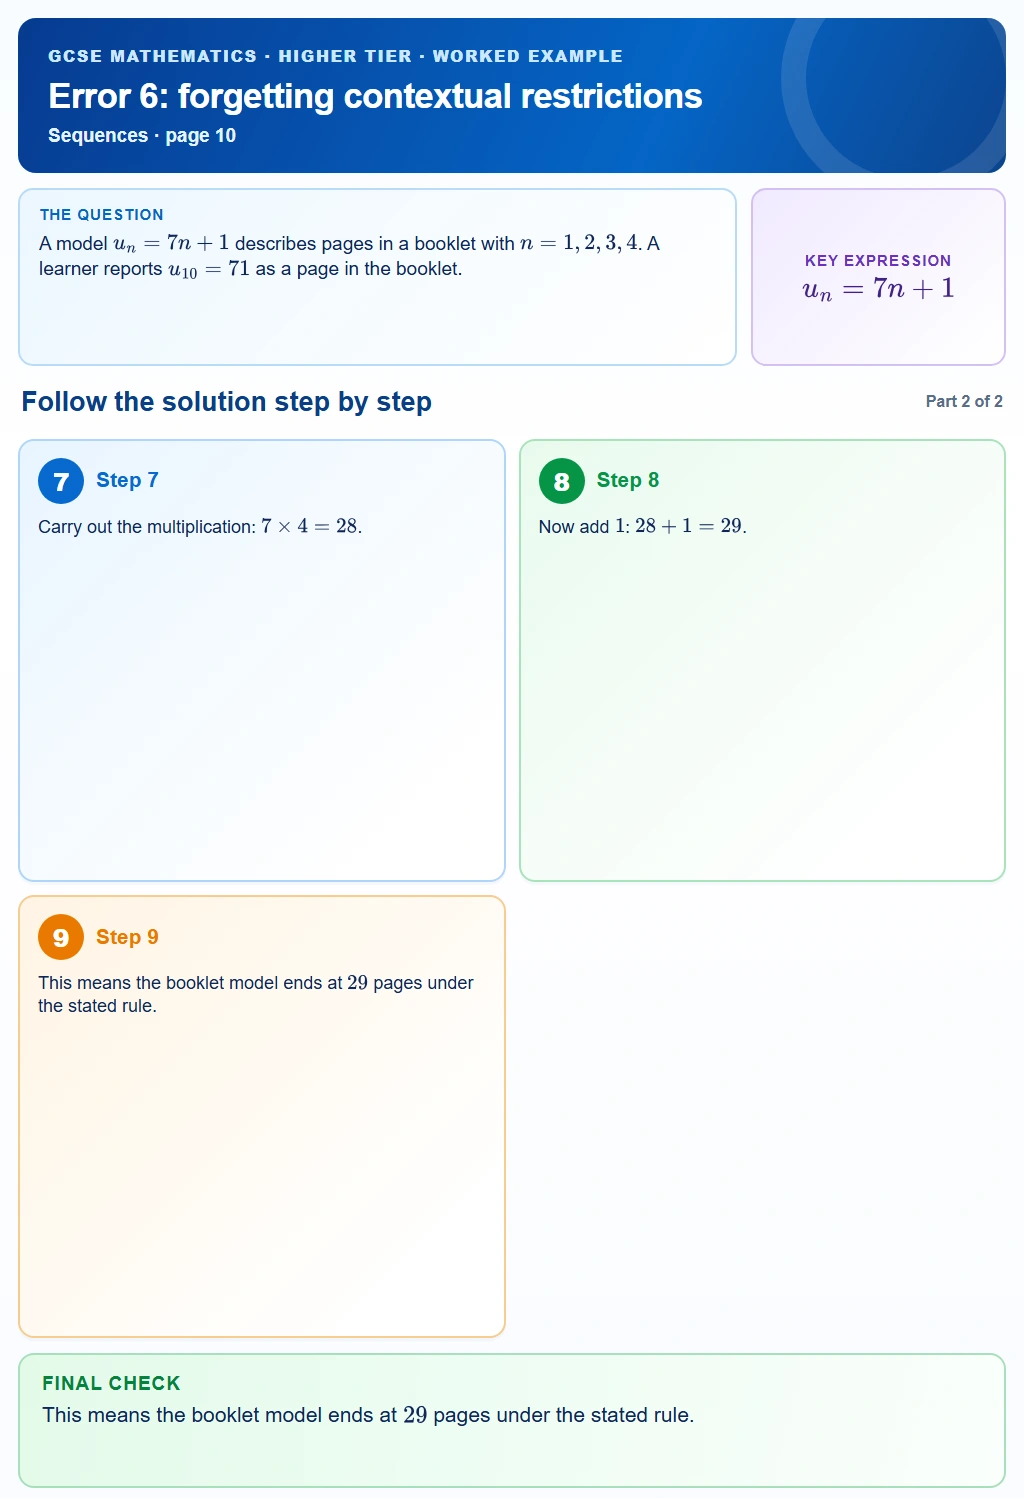 GCSE MATHEMATICS · HIGHER TIER · WORKED EXAMPLE
Error 6: forgetting contextual restrictions
Sequences · page 10
THE QUESTION
A model $u_n = 7n + 1$ describes pages in a booklet with $n = 1, 2, 3, 4$. A
learner reports $u_{10} = 71$ as a page in the booklet.
KEY EXPRESSION
$u_n = 7n + 1$
Follow the solution step by step
Part 2 of 2
7 Step 7
Carry out the multiplication: $7 \times 4 = 28$.
8 Step 8
Now add $1$: $28 + 1 = 29$.
9 Step 9
This means the booklet model ends at $29$ pages under
the stated rule.
FINAL CHECK
This means the booklet model ends at $29$ pages under the stated rule.